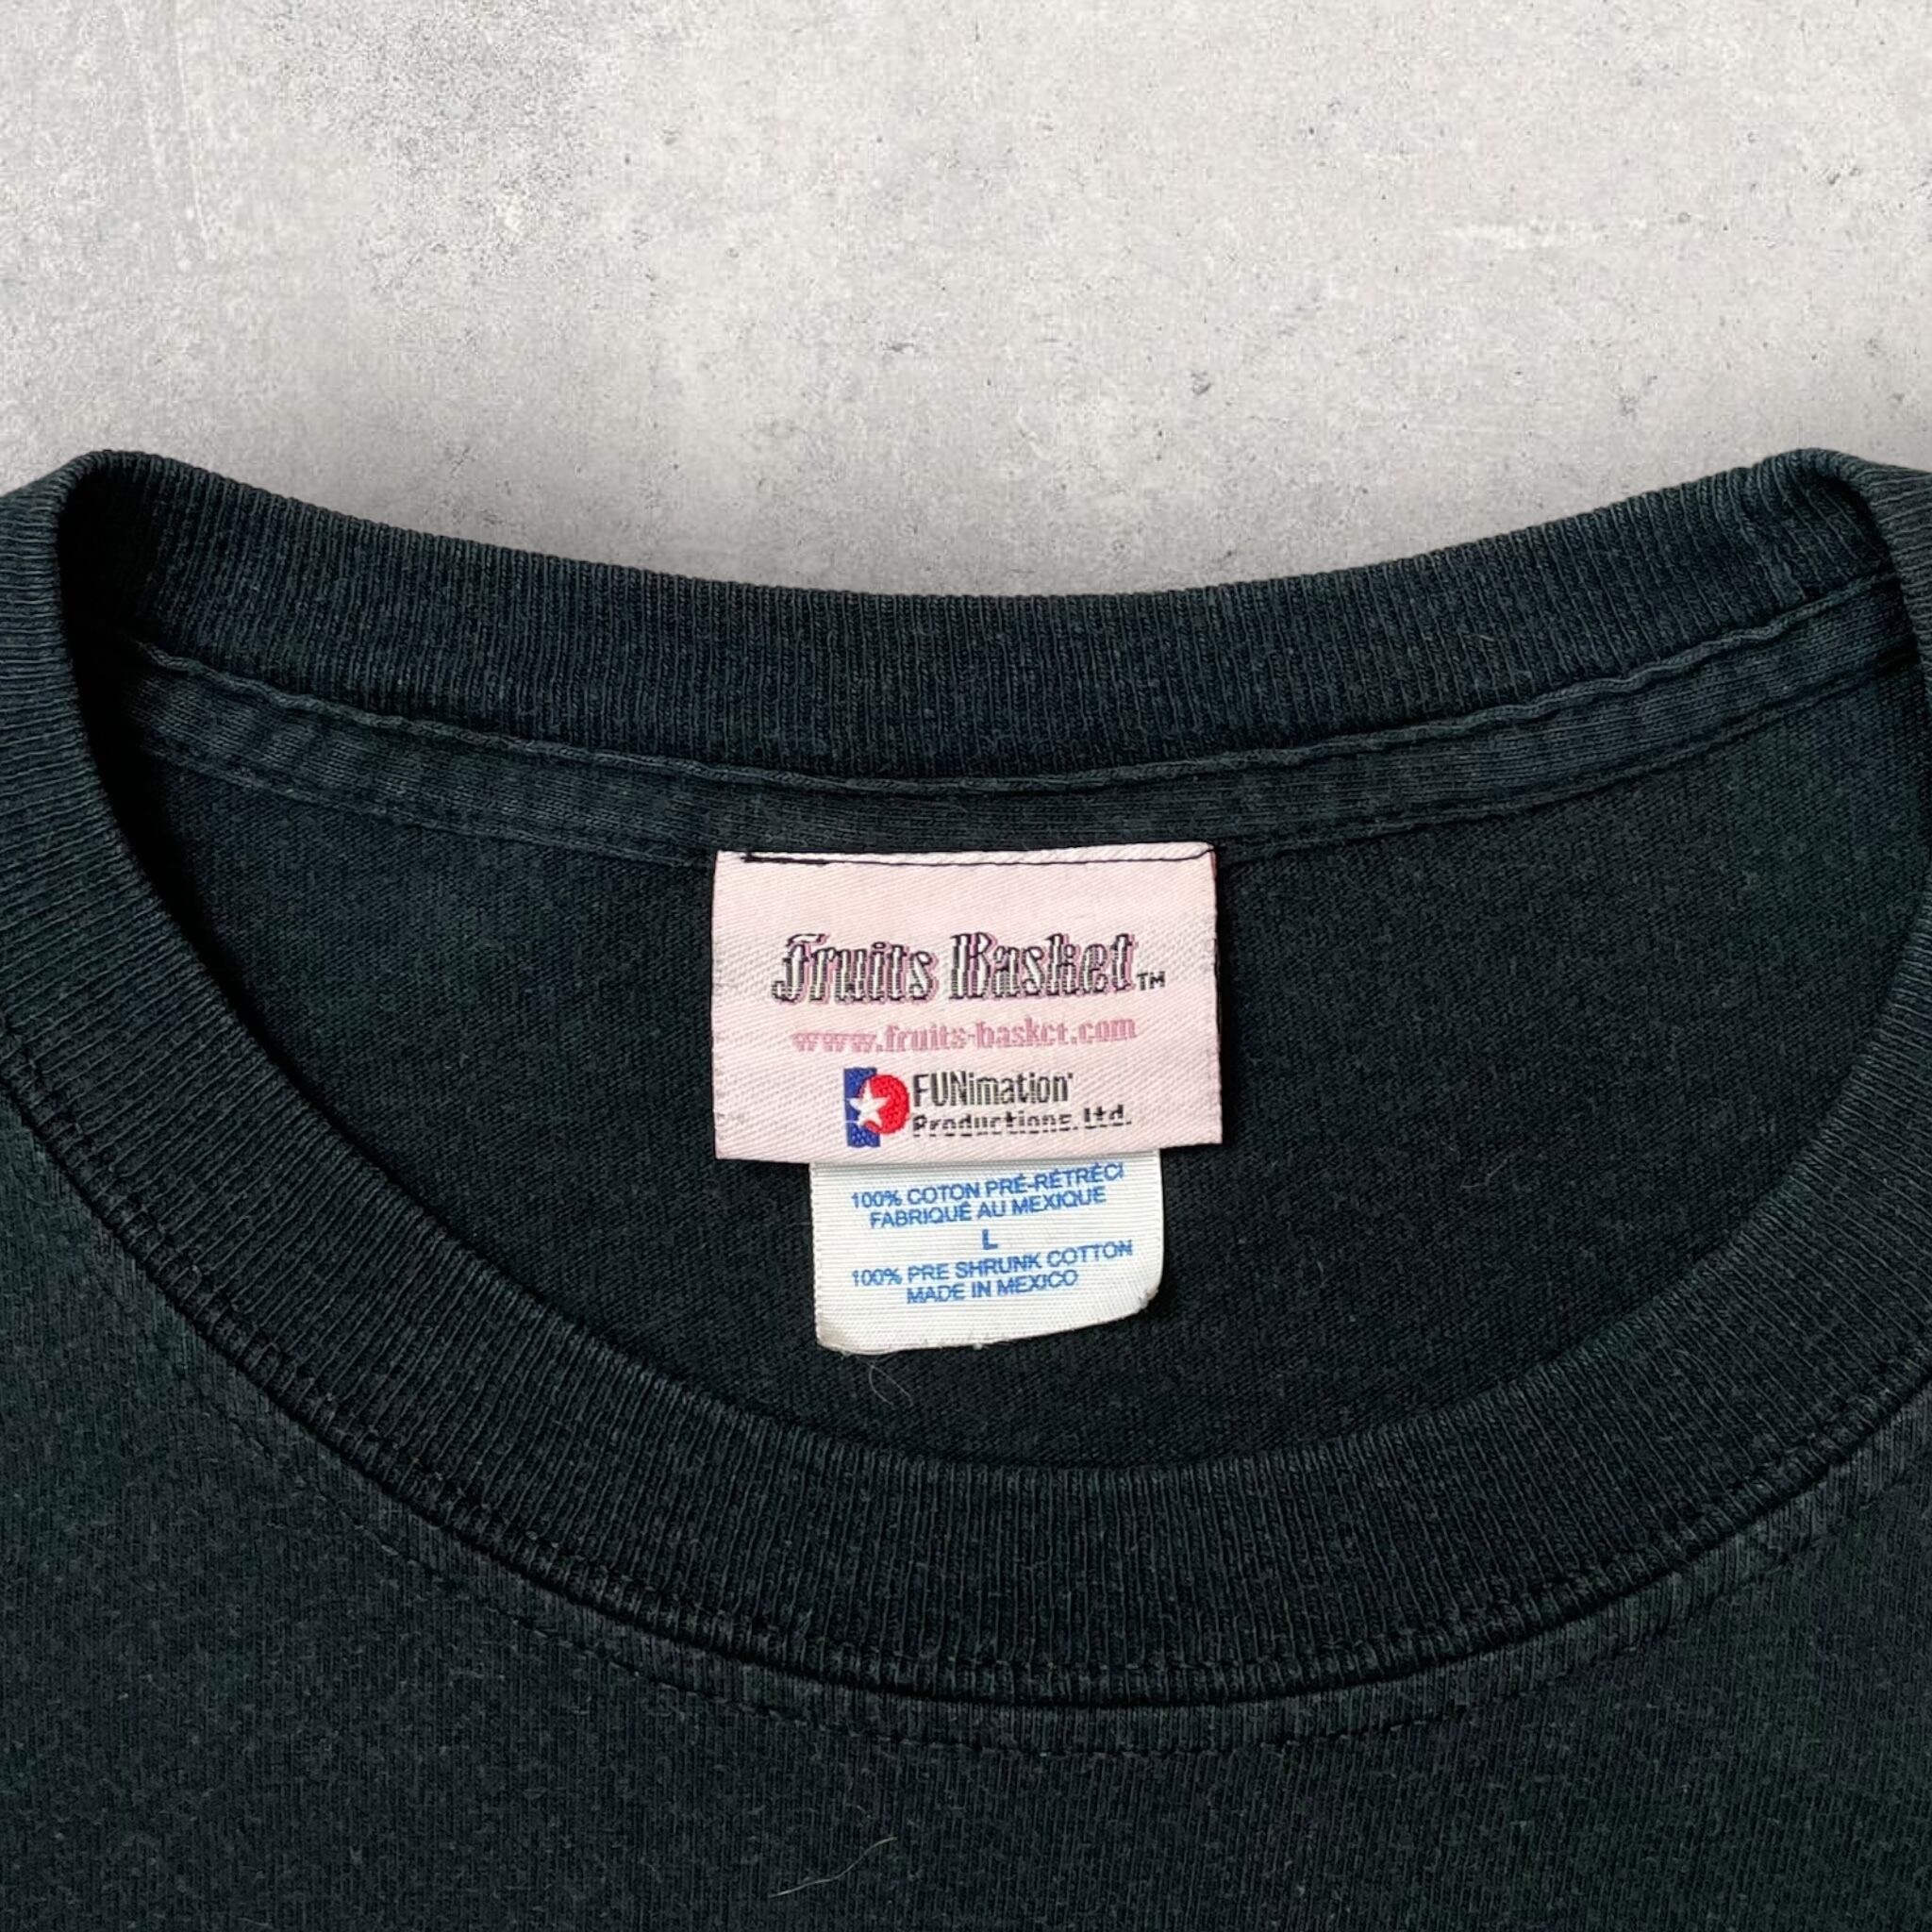 Fruits Basket™
www.fruits-basket.com
FUNimation
Productions, Ltd.
100% COTON PRÉ-RÉTRÉCI
FABRIQUÉ AU MEXIQUE
L
100% PRE SHRUNK COTTON
MADE IN MEXICO